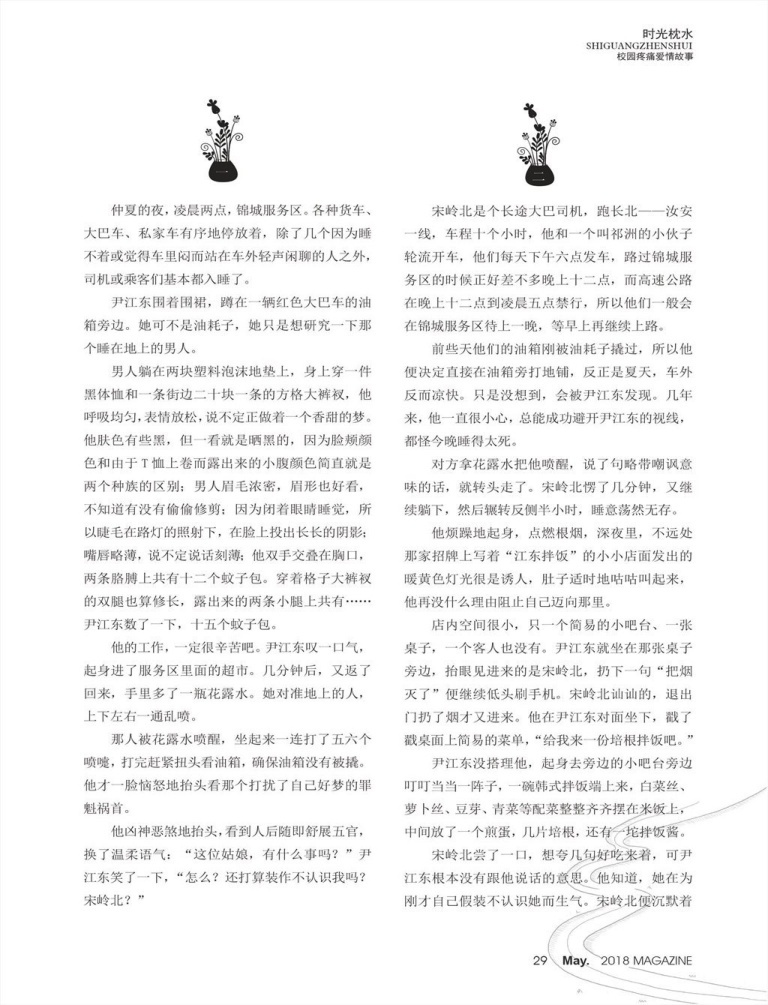 时光枕水
SHIGUANGZHENSHUI
校园疼痛爱情故事
一
仲夏的夜，凌晨两点，锦城服务区。各种货车、
大巴车、私家车有序地停放着，除了几个因为睡
不着或觉得车里闷而站在车外轻声闲聊的人之外，
司机或乘客们基本都入睡了。
尹江东围着围裙，蹲在一辆红色大巴车的油
箱旁边。她可不是油耗子，她只是想研究一下那
个睡在地上的男人。
男人躺在两块塑料泡沫地垫上，身上穿一件
黑体恤和一条街边二十块一条的方格大裤衩，他
呼吸均匀，表情放松，说不定正做着一个香甜的梦。
他肤色有些黑，但一看就是晒黑的，因为脸颊颜
色和由于T恤上卷而露出来的小腹颜色简直就是
两个种族的区别；男人眉毛浓密，眉形也好看，
不知道有没有偷偷修剪；因为闭着眼睛睡觉，所
以睫毛在路灯的照射下，在脸上投出长长的阴影；
嘴唇略薄，说不定说话刻薄；他双手交叠在胸口，
两条胳膊上共有十二个蚊子包。穿着格子大裤衩
的双腿也算修长，露出来的两条小腿上共有……
尹江东数了一下，十五个蚊子包。
他的工作，一定很辛苦吧。尹江东叹一口气，
起身进了服务区里面的超市。几分钟后，又返了
回来，手里多了一瓶花露水。她对准地上的人，
上下左右一通乱喷。
那人被花露水喷醒，坐起来一连打了五六个
喷嚏，打完赶紧扭头看油箱，确保油箱没有被撬。
他才一脸恼怒地抬头看那个打扰了自己好梦的罪
魁祸首。
他凶神恶煞地抬头，看到人后随即舒展五官，
换了温柔语气：“这位姑娘，有什么事吗？”尹
江东笑了一下，“怎么？还打算装作不认识我吗？
宋岭北？”
二
宋岭北是个长途大巴司机，跑长北——汝安
一线，车程十个小时，他和一个叫祁洲的小伙子
轮流开车，他们每天下午六点发车，路过锦城服
务区的时候正好差不多晚上十二点，而高速公路
在晚上十二点到凌晨五点禁行，所以他们一般会
在锦城服务区待上一晚，等早上再继续上路。
前些天他们的油箱刚被油耗子撬过，所以他
便决定直接在油箱旁打地铺，反正是夏天，车外
反而凉快。只是没想到，会被尹江东发现。几年
来，他一直很小心，总能成功避开尹江东的视线，
都怪今晚睡得太死。
对方拿花露水把他喷醒，说了句略带嘲讽意
味的话，就转头走了。宋岭北愣了几分钟，又继
续躺下，然后辗转反侧半小时，睡意荡然无存。
他烦躁地起身，点燃根烟，深夜里，不远处
那家招牌上写着“江东拌饭”的小小店面发出的
暖黄色灯光很是诱人，肚子适时地咕咕叫起来，
他再没什么理由阻止自己迈向那里。
店内空间很小，只一个简易的小吧台、一张
桌子，一个客人也没有。尹江东就坐在那张桌子
旁边，抬眼见进来的是宋岭北，扔下一句“把烟
灭了”便继续低头刷手机。宋岭北讪讪的，退出
门扔了烟才又进来。他在尹江东对面坐下，戳了
戳桌面上简易的菜单，“给我来一份培根拌饭吧。”
尹江东没搭理他，起身去旁边的小吧台旁边
叮叮当当一阵子，一碗韩式拌饭端上来，白菜丝、
萝卜丝、豆芽、青菜等配菜整整齐齐摆在米饭上，
中间放了一个煎蛋，几片培根，还有一坨拌饭酱。
宋岭北尝了一口，想夸几句好吃来着，可尹
江东根本没有跟他说话的意思。他知道，她在为
刚才自己假装不认识她而生气。宋岭北便沉默着
29 May. 2018 MAGAZINE